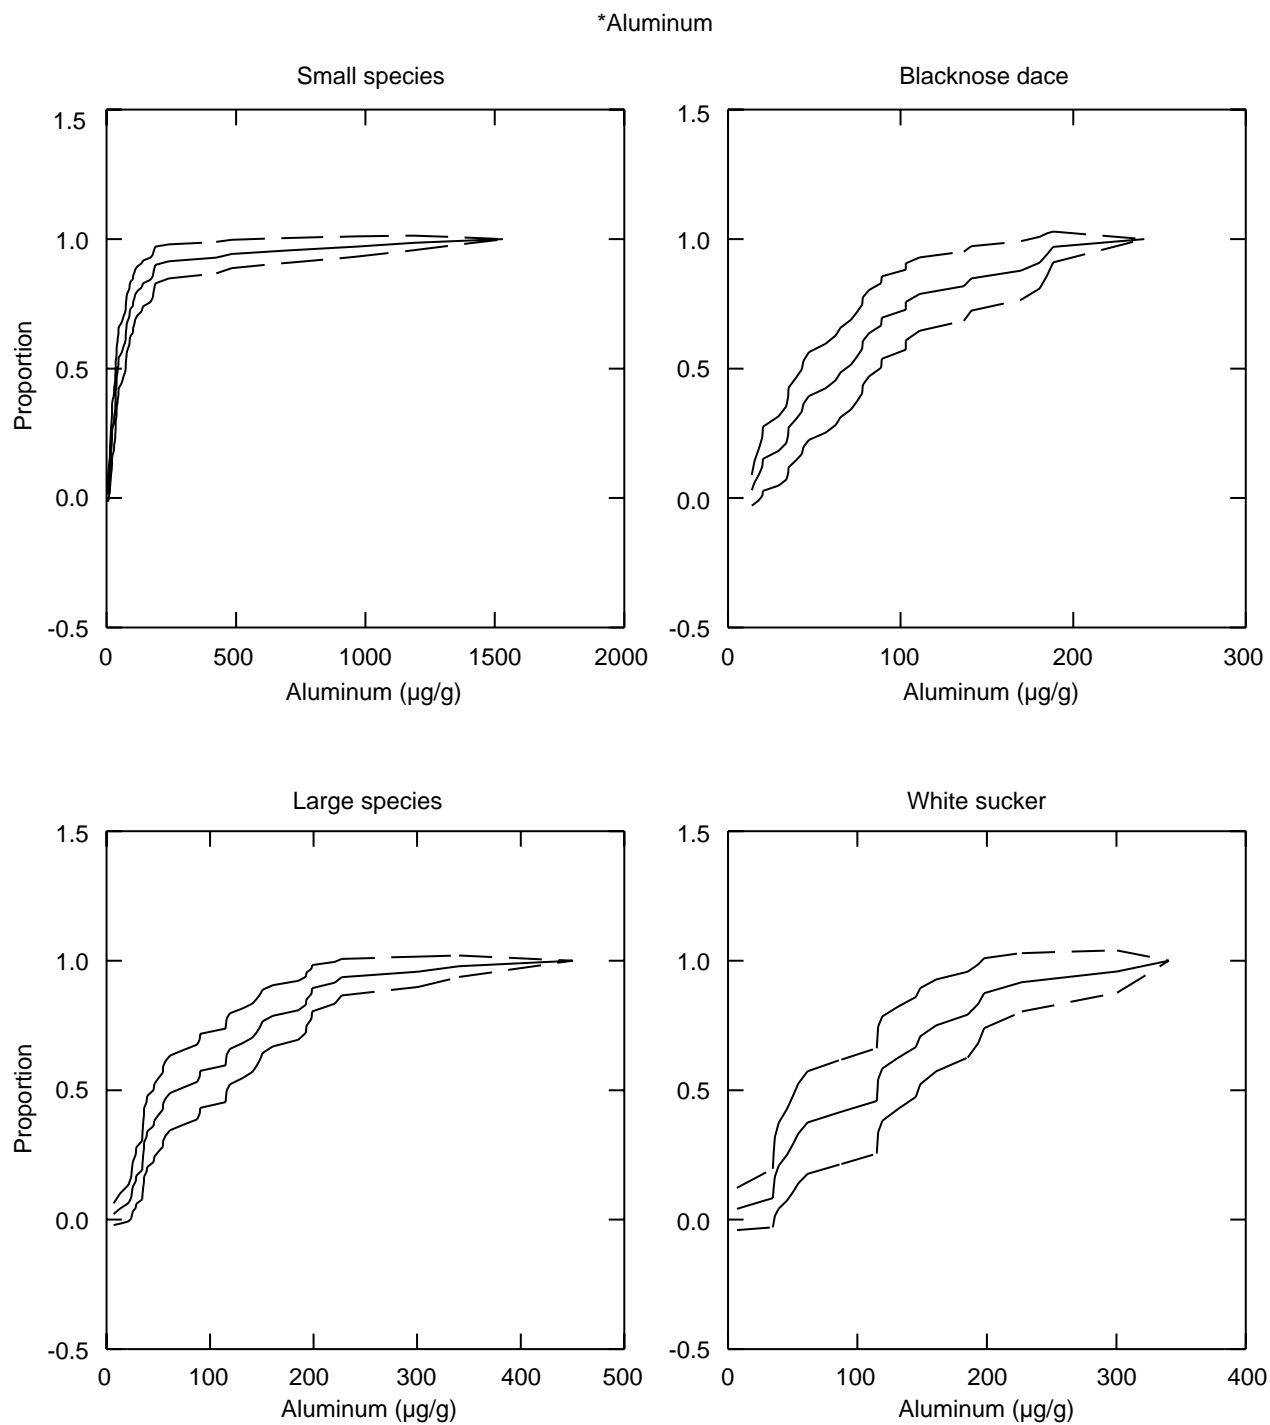 *Aluminum
Small species
1.5
1.0
0.5
0.0
-0.5
Proportion
0 500 1000 1500 2000
Aluminum (µg/g)
Blacknose dace
1.5
1.0
0.5
0.0
-0.5
0 100 200 300
Aluminum (µg/g)
Large species
1.5
1.0
0.5
0.0
-0.5
Proportion
0 100 200 300 400 500
Aluminum (µg/g)
White sucker
1.5
1.0
0.5
0.0
-0.5
0 100 200 300 400
Aluminum (µg/g)